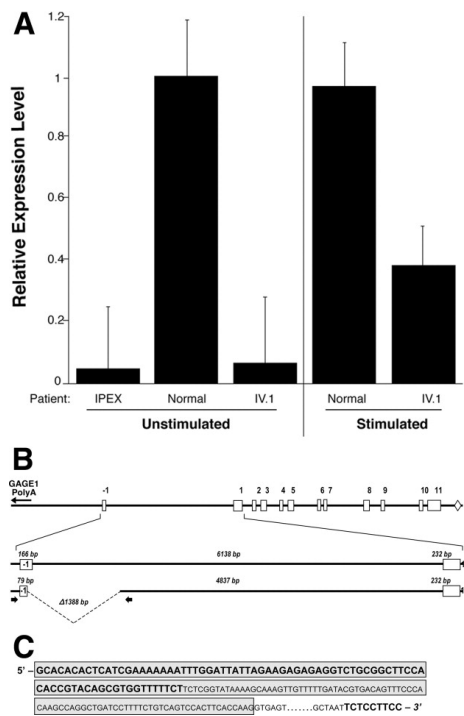 A
Relative Expression Level
1.2
1
0.8
0.6
0.4
0.2
0
Patient: IPEX Normal IV.1 Normal IV.1
Unstimulated Stimulated
B
GAGE1
PolyA
-1 1 2 3 4 5 6 7 8 9 10 11
166 bp 6138 bp 232 bp
-1
79 bp 4837 bp 232 bp
-1 Δ1388 bp
C
5' – GCACACACTCATCGAAAAAAATTTGGATTATTAGAAGAGAGAGGTCTGCGGCTTCCA
CACCGTACAGCGTGGTTTTTCTTCTCGGTATAAAAGCAAAGTTGTTTTTGATACGTGACAGTTTCCCA
CAAGCCAGGCTGATCCTTTTCTGTCAGTCCACTTCACCAAGGTGAGT.......GCTAATTCTCCTTCC – 3'